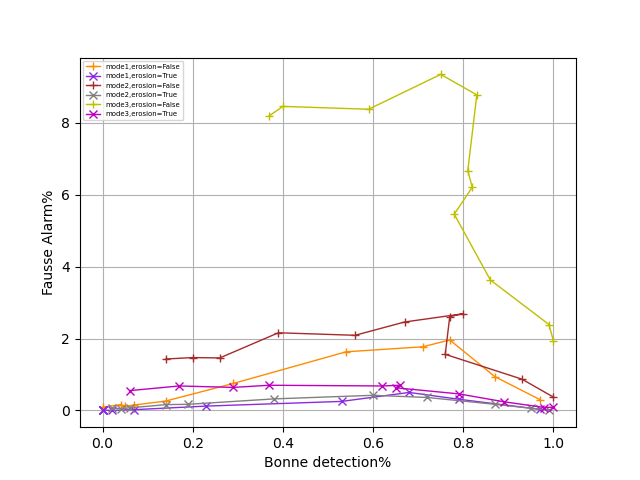 mode1,erosion=False
mode1,erosion=True
mode2,erosion=False
mode2,erosion=True
mode3,erosion=False
mode3,erosion=True
8
6
4
2
0
Fausse Alarm%
0.0 0.2 0.4 0.6 0.8 1.0
Bonne detection%